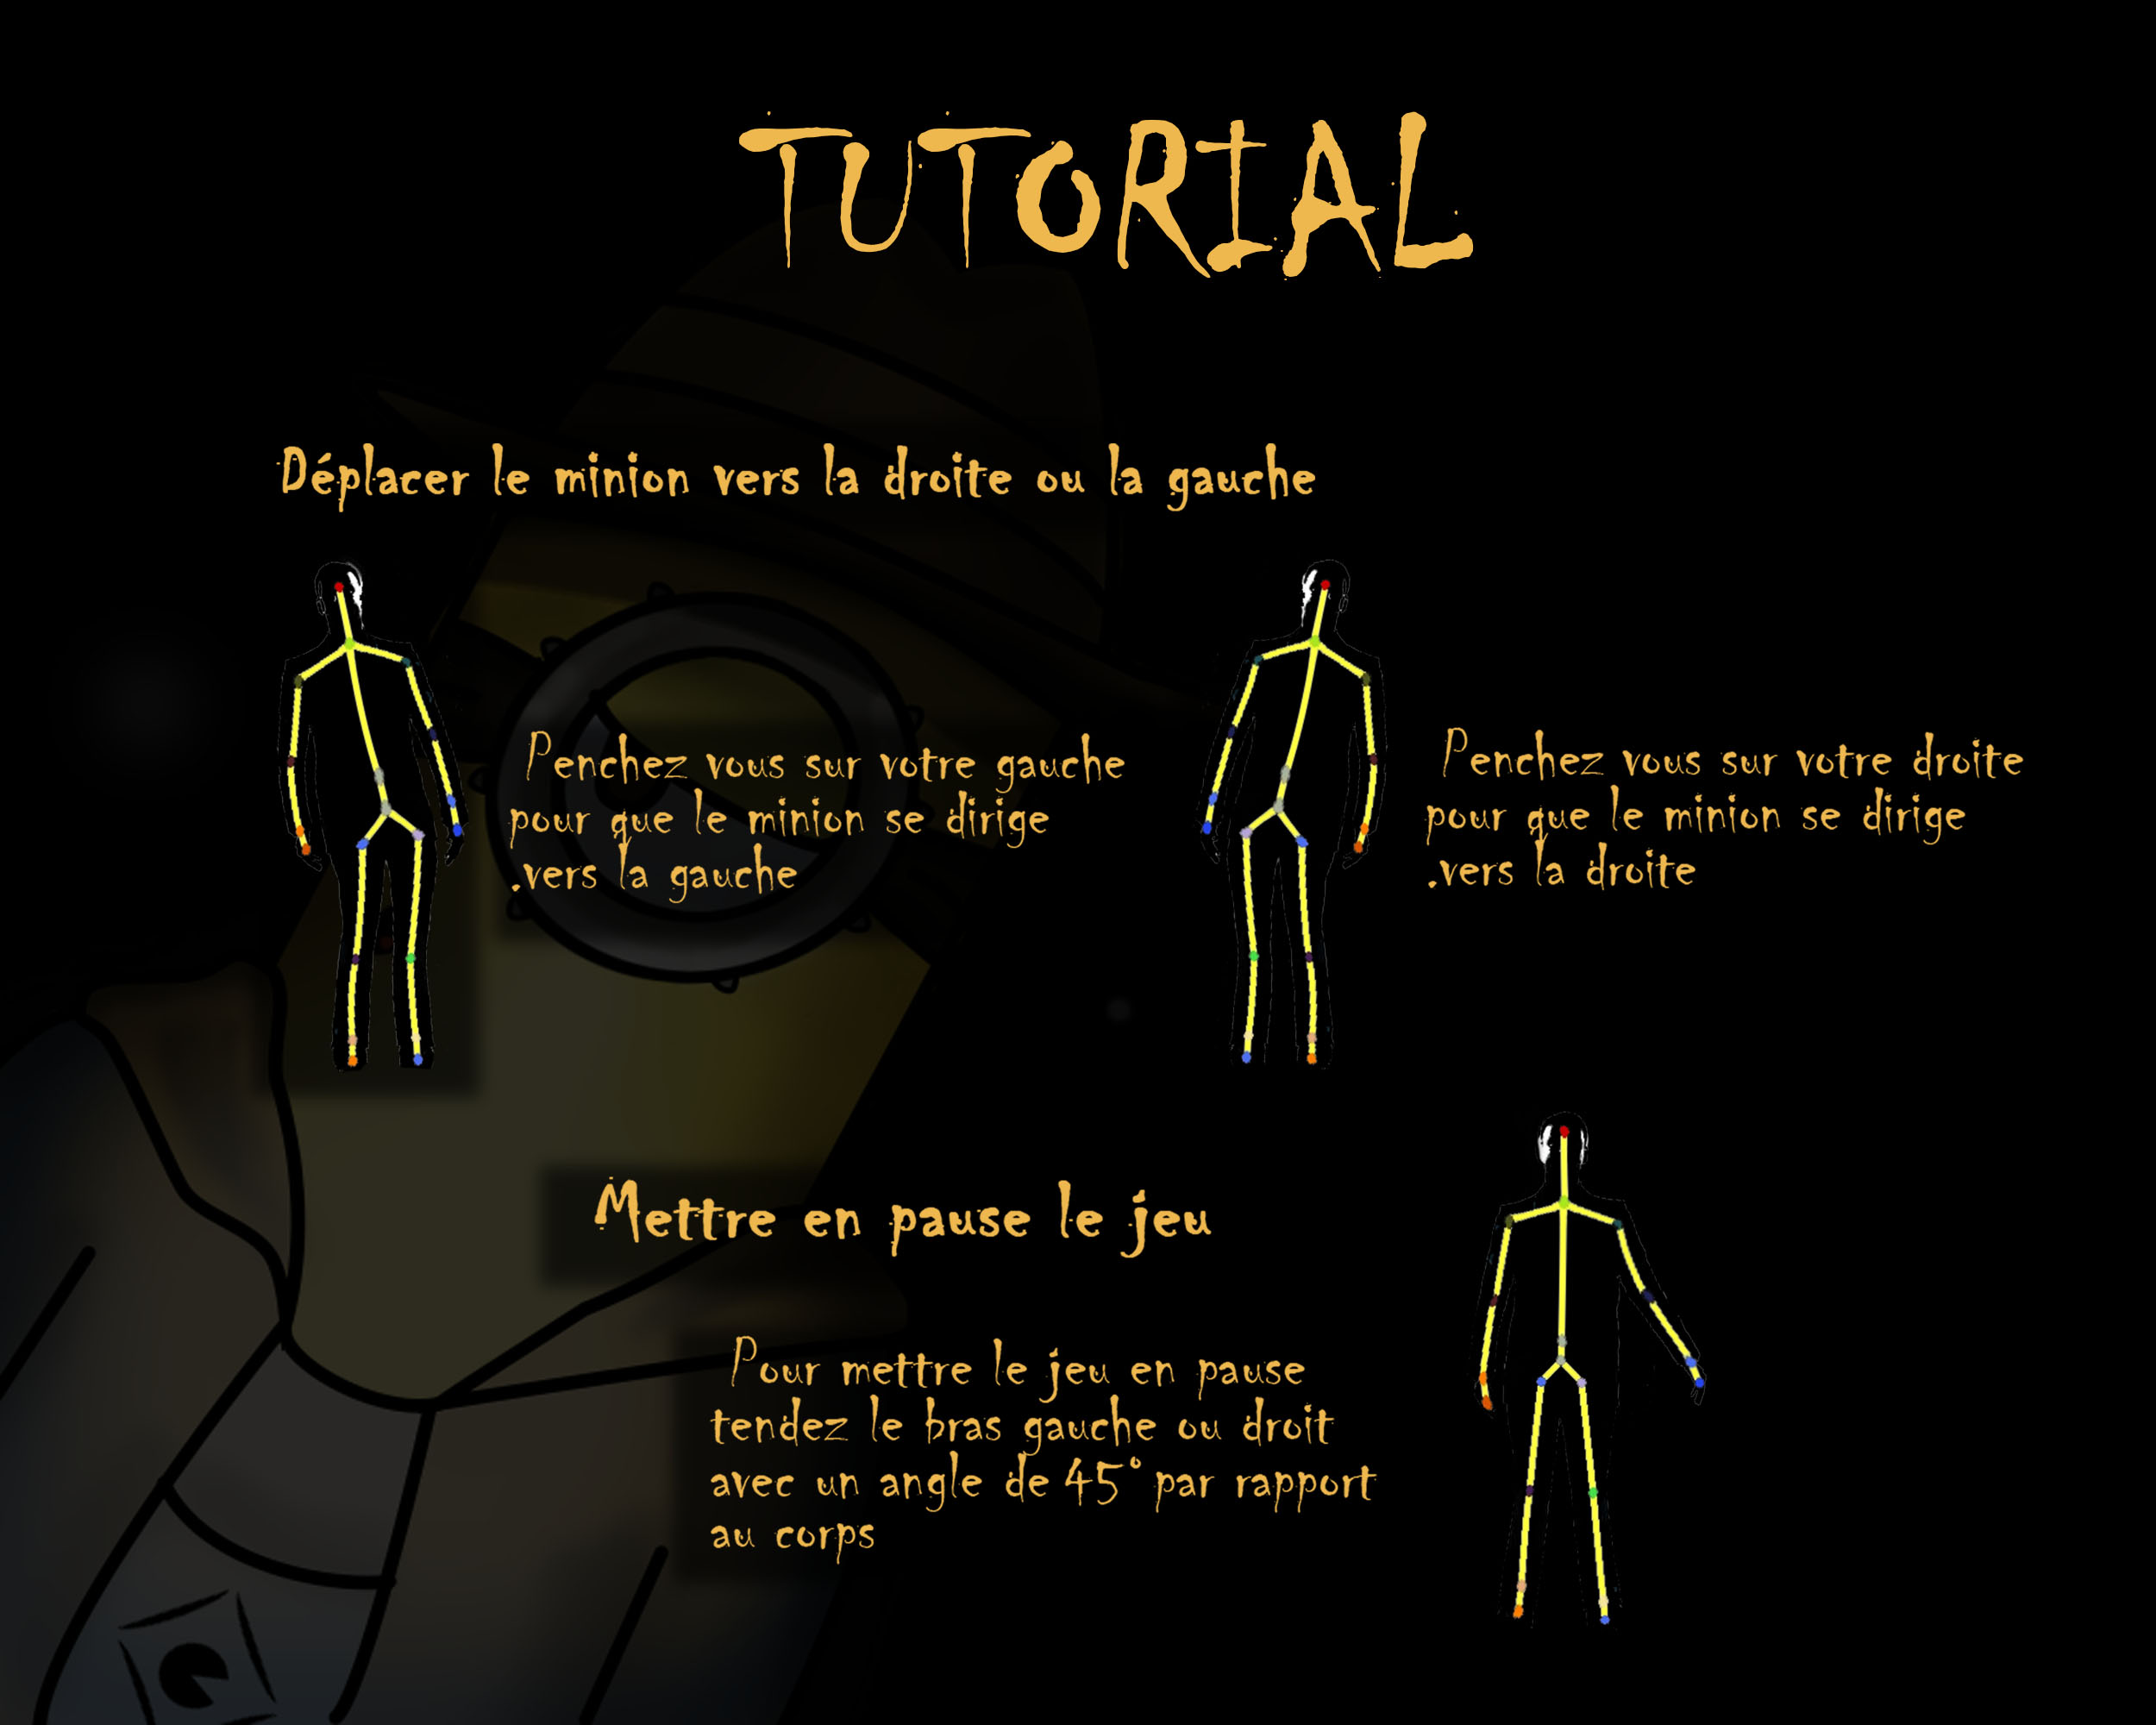 TUTORIAL
Déplacer le minion vers la droite ou la gauche
Penchez vous sur votre gauche
pour que le minion se dirige
.vers la gauche
Penchez vous sur votre droite
pour que le minion se dirige
.vers la droite
Mettre en pause le jeu
Pour mettre le jeu en pause
tendez le bras gauche ou droit
avec un angle de 45° par rapport
au corps